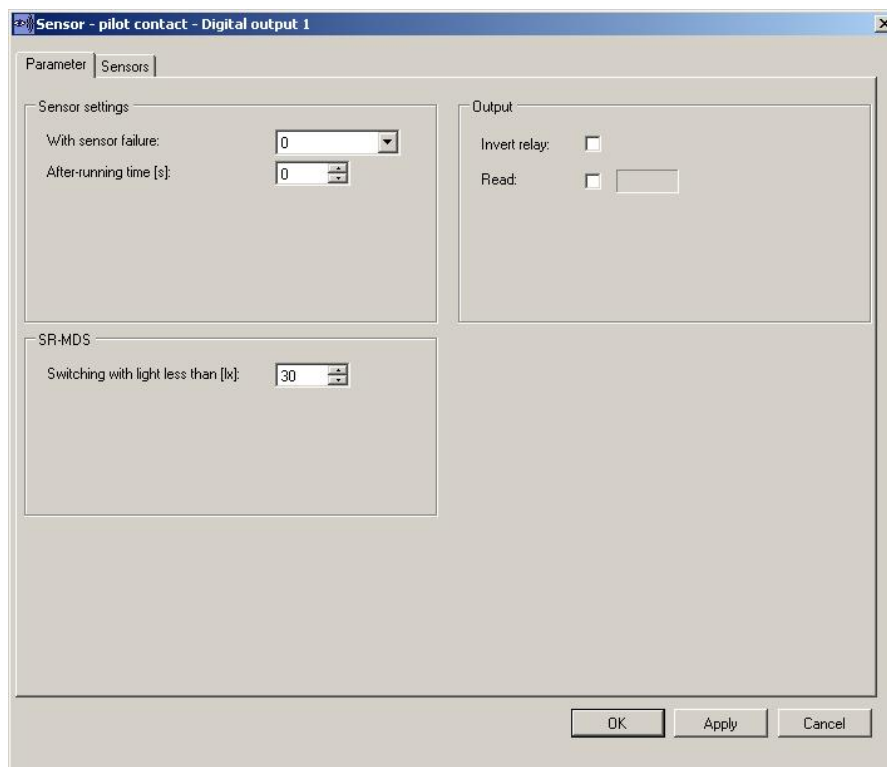 Sensor - pilot contact - Digital output 1
Parameter
Sensors
Sensor settings
With sensor failure:
0
After-running time [s]:
0
Output
Invert relay:
Read:
SR-MDS
Switching with light less than [lx]:
30
OK
Apply
Cancel